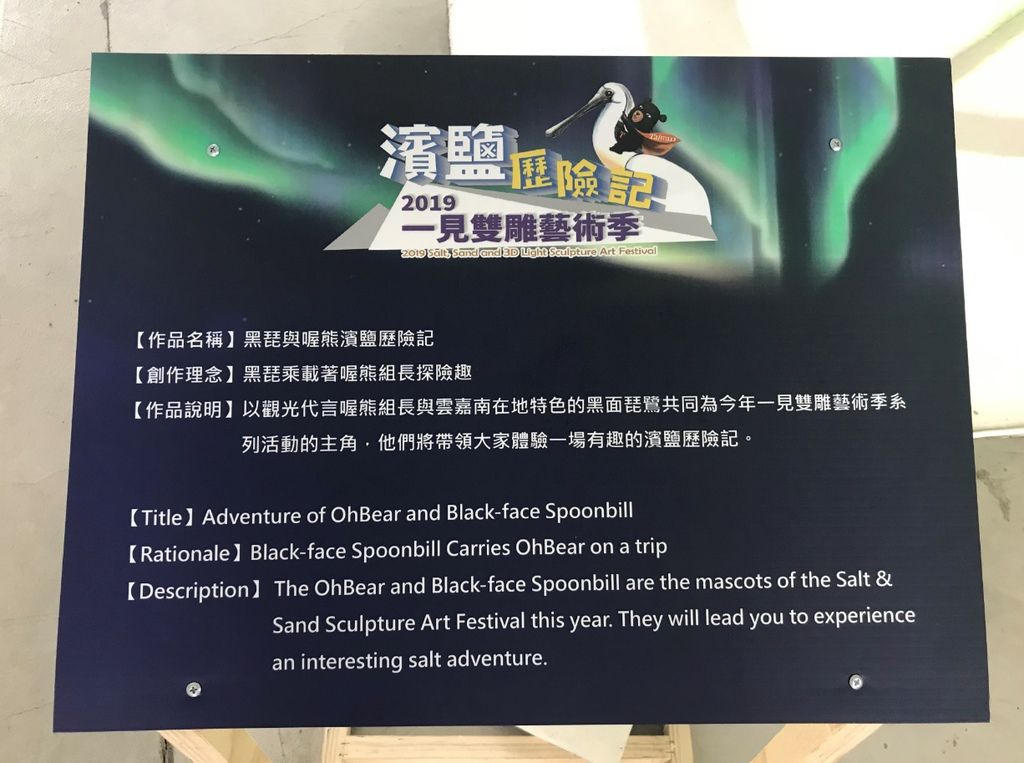 濱鹽歷險記
2019
一見雙雕藝術季
2019 Salt, Sand and 3D Light Sculpture Art Festival
【作品名稱】黑琵與喔熊濱鹽歷險記
【創作理念】黑琵乘載著喔熊組長探險趣
【作品說明】以觀光代言喔熊組長與雲嘉南在地特色的黑面琵鷺共同為今年一見雙雕藝術季系
列活動的主角，他們將帶領大家體驗一場有趣的濱鹽歷險記。
【Title】Adventure of OhBear and Black-face Spoonbill
【Rationale】Black-face Spoonbill Carries OhBear on a trip
【Description】The OhBear and Black-face Spoonbill are the mascots of the Salt &
Sand Sculpture Art Festival this year. They will lead you to experience
an interesting salt adventure.